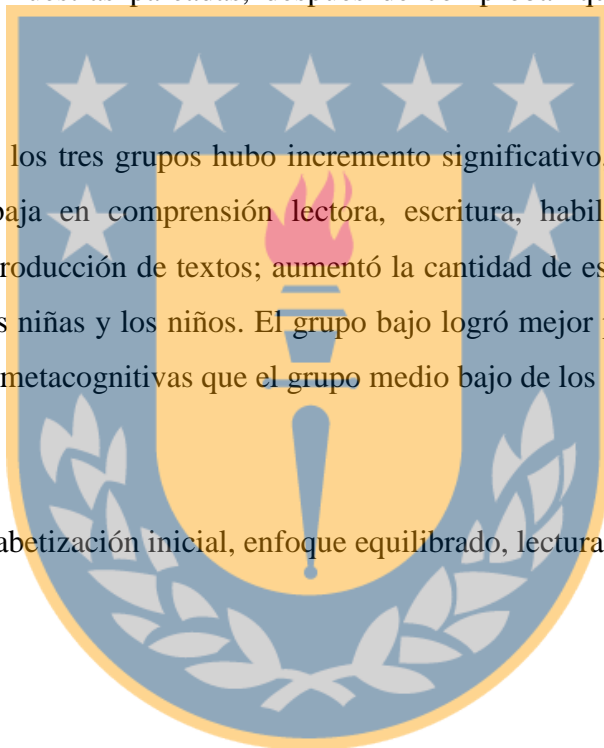 los tres grupos hubo incremento significativo,
baja en comprensión lectora, escritura, habil
roducción de textos; aumentó la cantidad de es
s niñas y los niños. El grupo bajo logró mejor
metacognitivas que el grupo medio bajo de los
abetización inicial, enfoque equilibrado, lectura